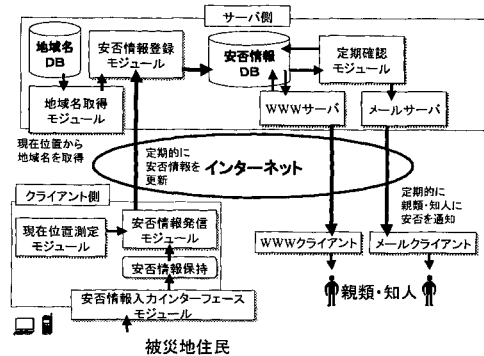 サーバ側
地域名
DB
安否情報登録
モジュール
安否情報
DB
定期確認
モジュール
地域名取得
モジュール
WWWサーバ
メールサーバ
現在位置から
地域名を取得
定期的に
安否情報を
更新
インターネット
クライアント側
定期的に
親類・知人に
安否を通知
現在位置測定
モジュール
安否情報発信
モジュール
WWWクライアント
メールクライアント
安否情報保持
安否情報入力インターフェース
モジュール
親類・知人
被災地住民